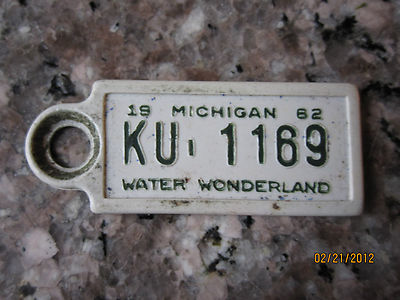 19 MICHIGAN 62
KU 1169
WATER WONDERLAND
02/21/2012